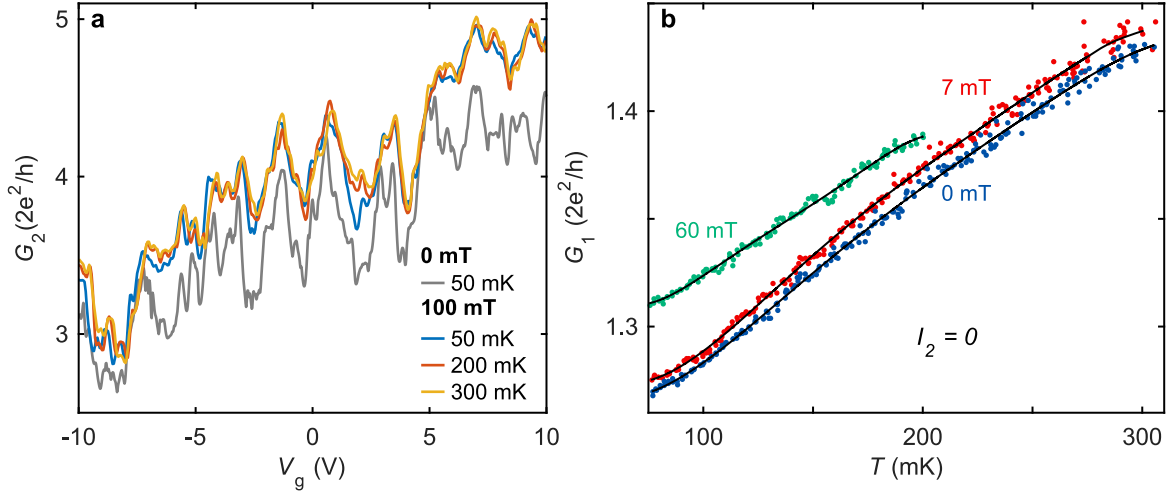 a
5
4
3
G₂ (2e²/h)
0 mT
50 mK
100 mT
50 mK
200 mK
300 mK
-10 -5 0 5 10
V_g (V)
b
1.4
1.3
G₁ (2e²/h)
7 mT
0 mT
60 mT
I₂ = 0
100 200 300
T (mK)